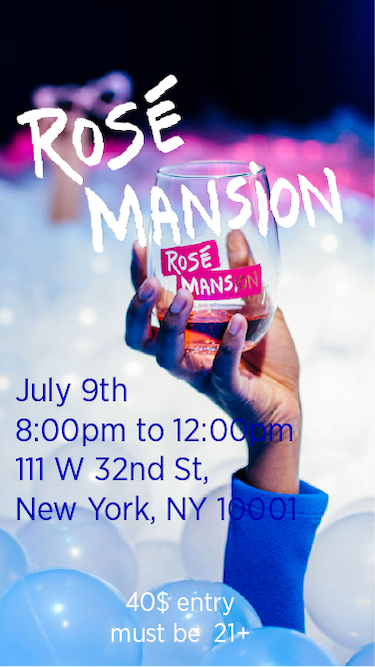 ROSÉ
MANSION
ROSÉ
MANSION
July 9th
8:00pm to 12:00pm
111 W 32nd St,
New York, NY 10001
40$ entry
must be 21+